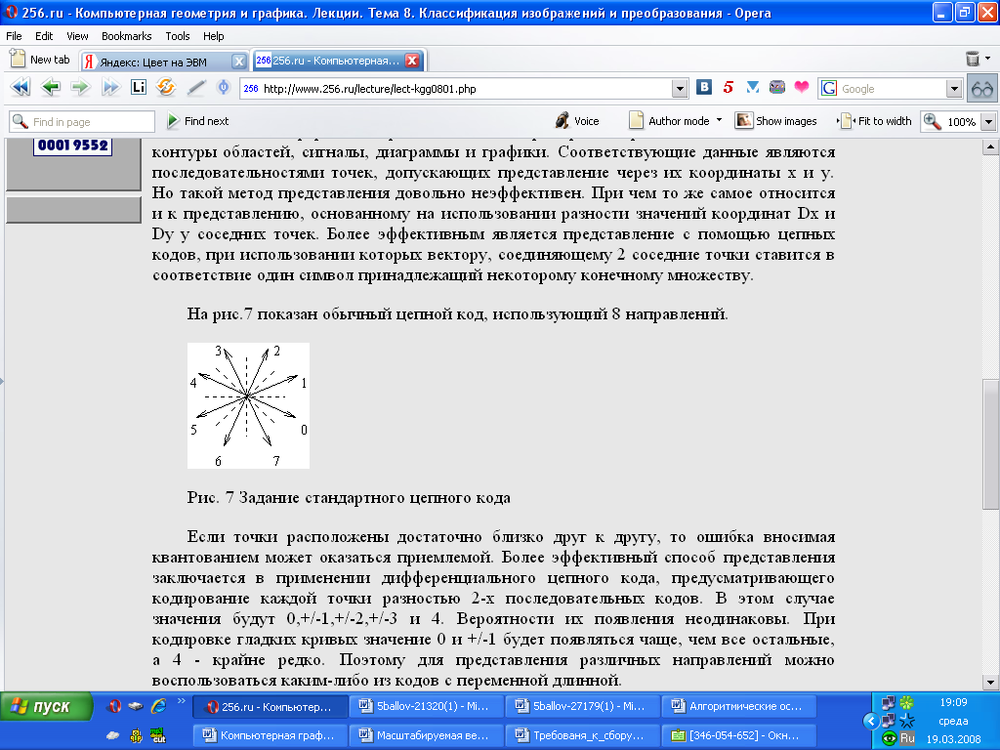 256.ru - Компьютерная геометрия и графика. Лекции. Тема 8. Классификация изображений и преобразования - Opera
File Edit View Bookmarks Tools Help
New tab
Яндекс: Цвет на ЭВМ
256 256.ru - Компьютерная...
Li
256 http://www.256.ru/lecture/lect-kgg0801.php
B 5
G Google
Find in page
Find next
Voice
Author mode
Show images
Fit to width
100%
0001 9552
контуры областей, сигналы, диаграммы и графики. Соответствующие данные являются
последовательностями точек, допускающих представление через их координаты x и y.
Но такой метод представления довольно неэффективен. При чем то же самое относится
и к представлению, основанному на использовании разности значений координат Dx и
Dy у соседних точек. Более эффективным является представление с помощью цепных
кодов, при использовании которых вектору, соединяющему 2 соседние точки ставится в
соответствие один символ принадлежащий некоторому конечному множеству.
На рис.7 показан обычный цепной код, использующий 8 направлений.
3 2
4 1
5 0
6 7
Рис. 7 Задание стандартного цепного кода
Если точки расположены достаточно близко друг к другу, то ошибка вносимая
квантованием может оказаться приемлемой. Более эффективный способ представления
заключается в применении дифференциального цепного кода, предусматривающего
кодирование каждой точки разностью 2-х последовательных кодов. В этом случае
значения будут 0,+/-1,+/-2,+/-3 и 4. Вероятности их появления неодинаковы. При
кодировке гладких кривых значение 0 и +/-1 будет появляться чаще, чем все остальные,
а 4 - крайне редко. Поэтому для представления различных направлений можно
воспользоваться каким-либо из кодов с переменной длинной.
пуск
256.ru - Компьютер...
5ballov-21320(1) - Mi...
5ballov-27179(1) - Mi...
Алгоритмические ос...
Компьютерная граф...
Масштабируемая ве...
Требованя_к_сбору...
[346-054-652] - Окн...
19:09
среда
Ru 19.03.2008